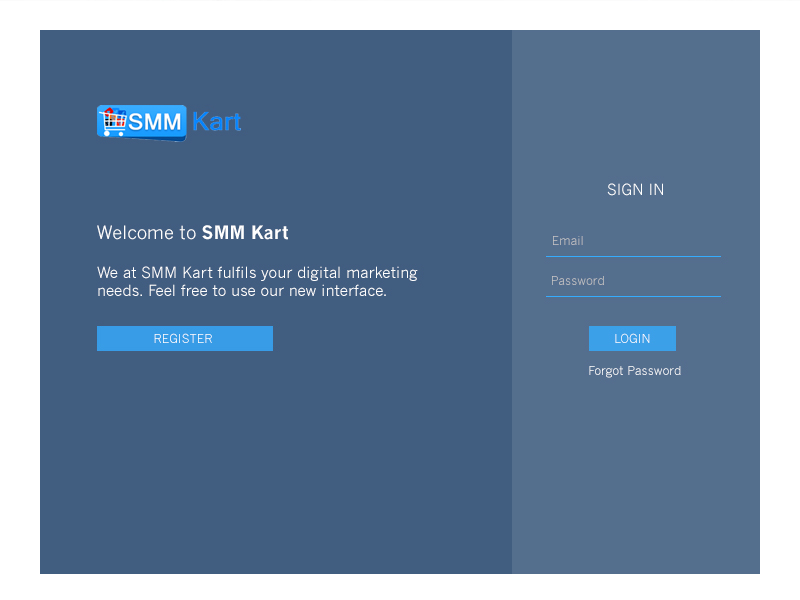 SMM Kart
Welcome to SMM Kart
We at SMM Kart fulfils your digital marketing
needs. Feel free to use our new interface.
REGISTER
SIGN IN
Email
Password
LOGIN
Forgot Password